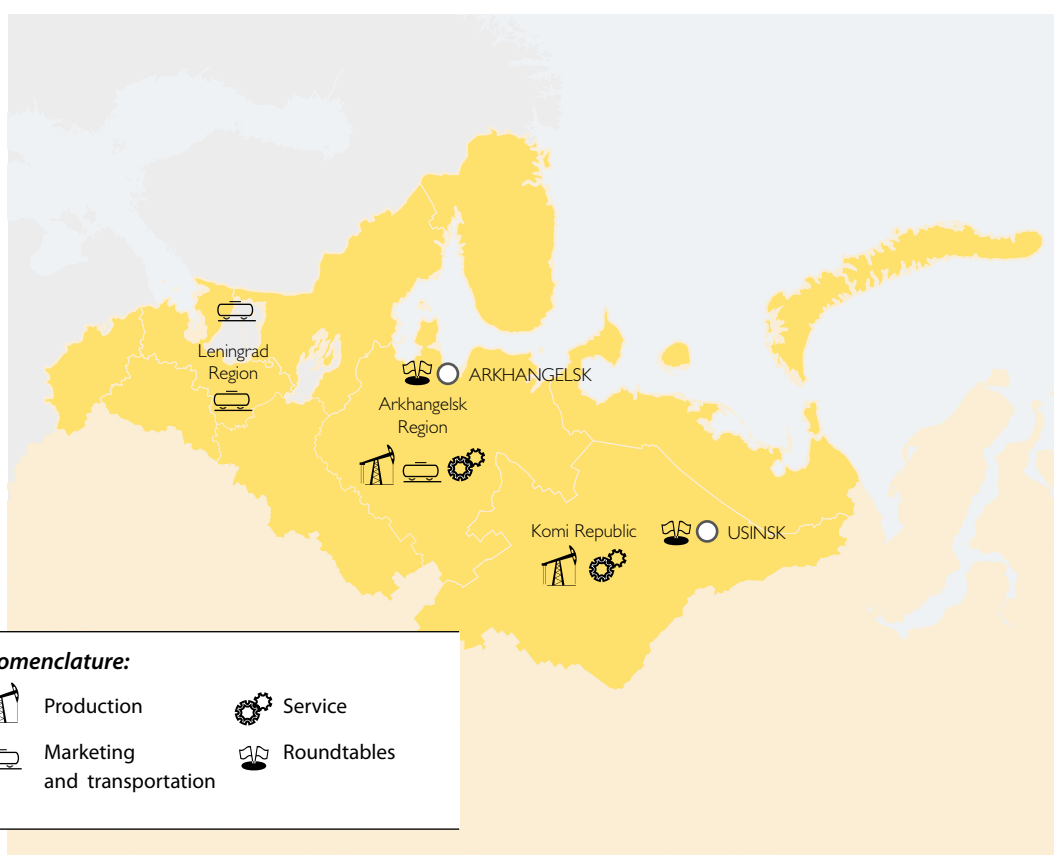 Leningrad
Region
ARKHANGELSK
Arkhangelsk
Region
Komi Republic
USINSK
omenclature:
Production
Service
Marketing
and transportation
Roundtables